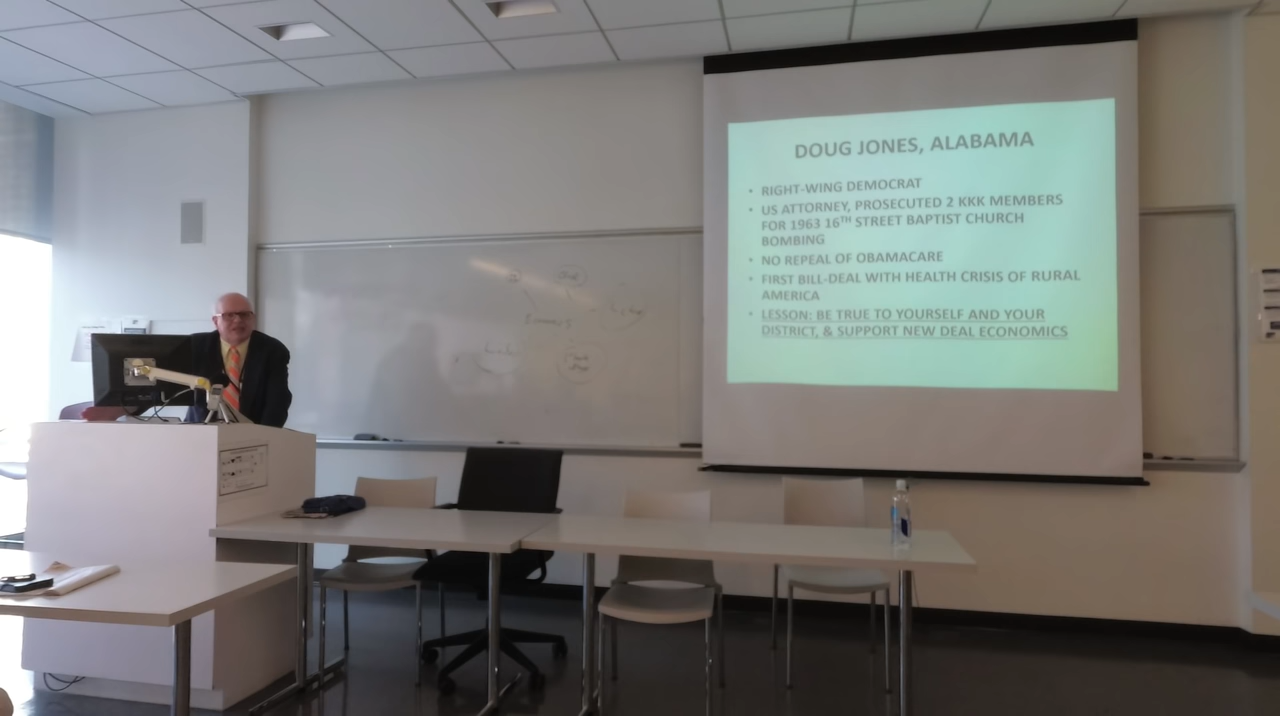 DOUG JONES, ALABAMA
• RIGHT-WING DEMOCRAT
• US ATTORNEY, PROSECUTED 2 KKK MEMBERS
FOR 1963 16TH STREET BAPTIST CHURCH
BOMBING
• NO REPEAL OF OBAMACARE
• FIRST BILL-DEAL WITH HEALTH CRISIS OF RURAL
AMERICA
• LESSON: BE TRUE TO YOURSELF AND YOUR
DISTRICT, & SUPPORT NEW DEAL ECONOMICS